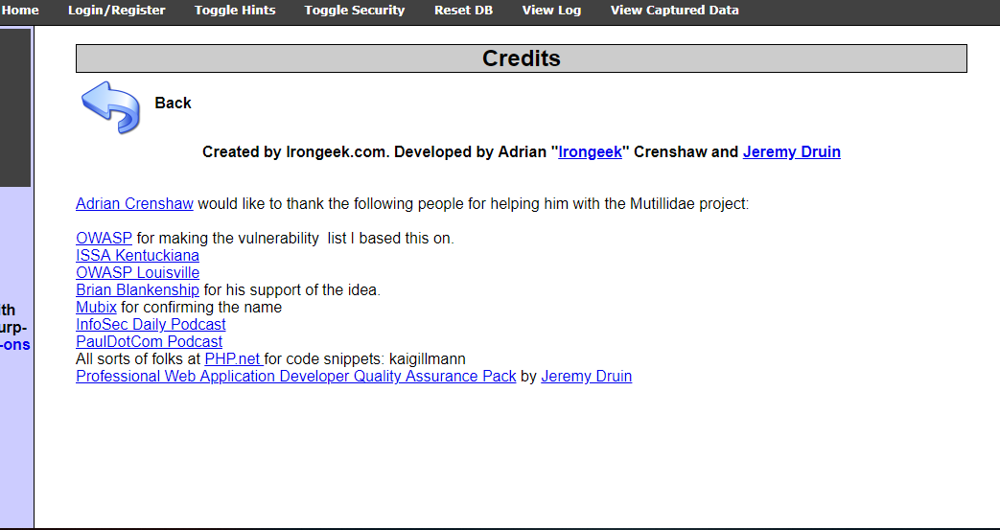 Home Login/Register Toggle Hints Toggle Security Reset DB View Log View Captured Data
Credits
Back
Created by Irongeek.com. Developed by Adrian "Irongeek" Crenshaw and Jeremy Druin
Adrian Crenshaw would like to thank the following people for helping him with the Mutillidae project:
OWASP for making the vulnerability  list I based this on.
ISSA Kentuckiana
OWASP Louisville
Brian Blankenship for his support of the idea.
Mubix for confirming the name
InfoSec Daily Podcast
PaulDotCom Podcast
All sorts of folks at PHP.net for code snippets: kaigillmann
Professional Web Application Developer Quality Assurance Pack by Jeremy Druin
ith
urp-
-ons